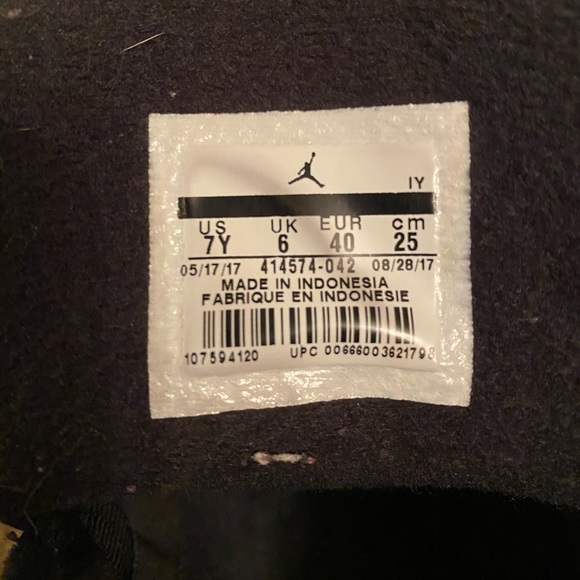 IY
US UK EUR cm
7Y 6 40 25
05/17/17 414574-042 08/28/17
MADE IN INDONESIA
FABRIQUE EN INDONESIE
107594120 UPC 00666003621798